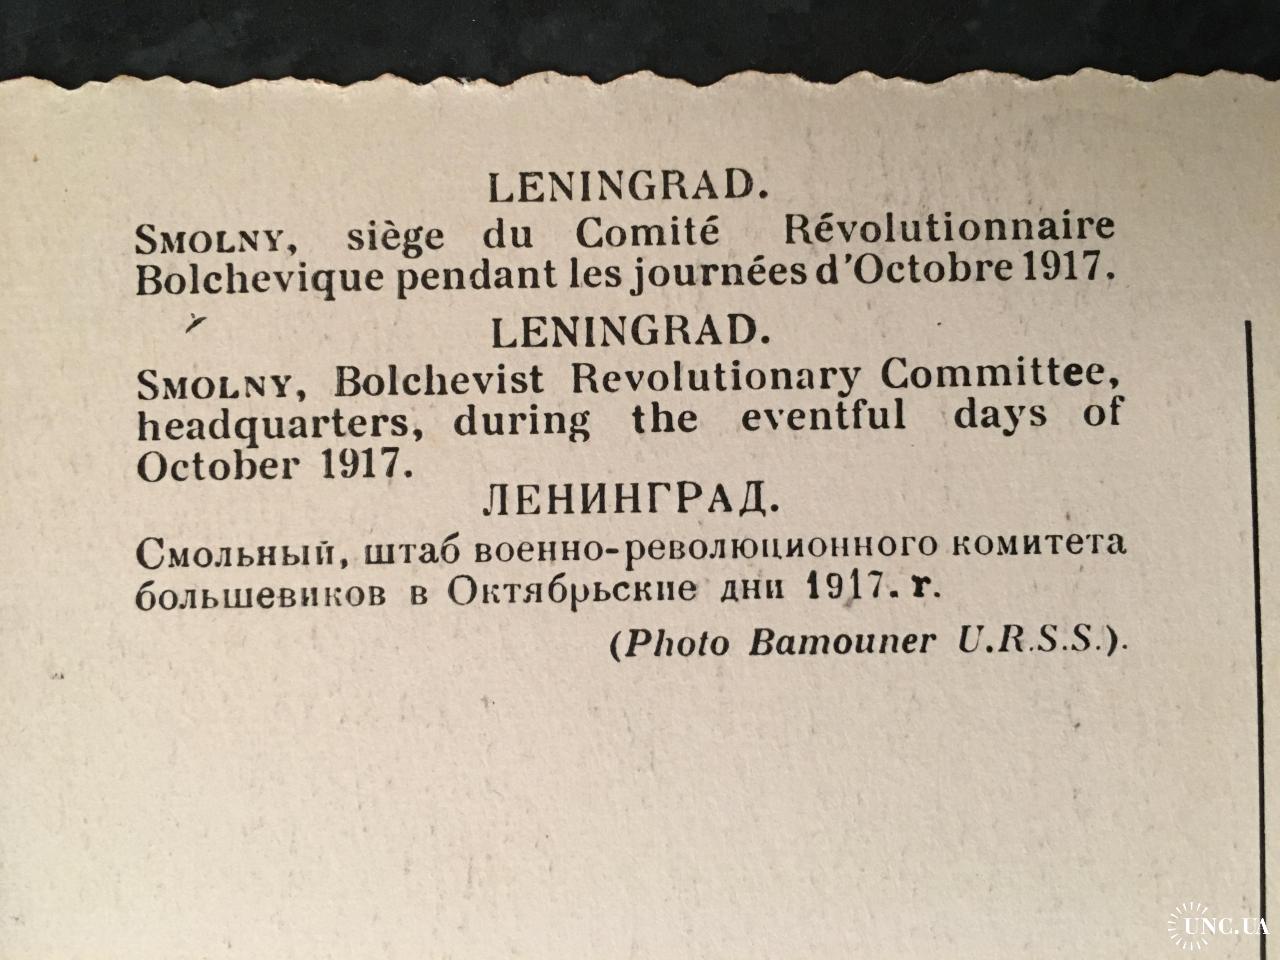 LENINGRAD.
SMOLNY, siège du Comité Révolutionnaire
Bolchevique pendant les journées d'Octobre 1917.
LENINGRAD.
SMOLNY, Bolchevist Revolutionary Committee,
headquarters, during the eventful days of
October 1917.
ЛЕНИНГРАД.
Смольный, штаб военно-революционного комитета
большевиков в Октябрьские дни 1917. г.
(Photo Bamouner U.R.S.S.).
UNC.UA